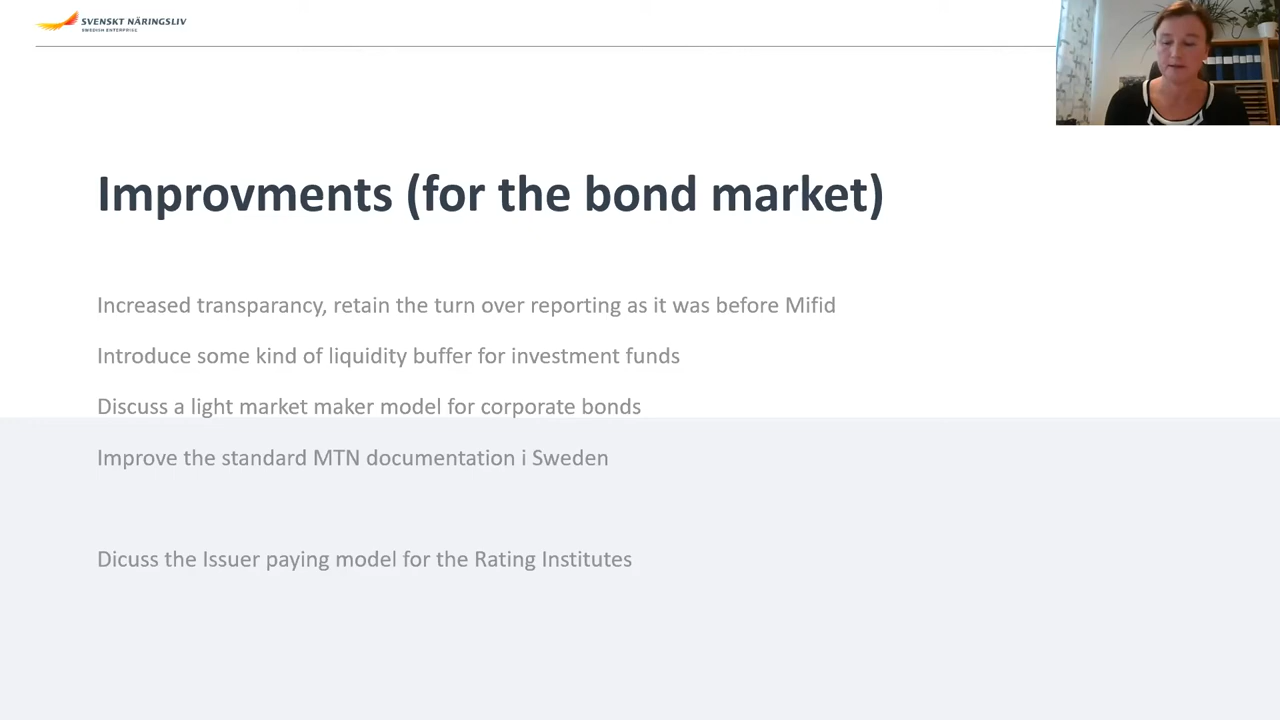 SVENSKT NÄRINGSLIV
SWEDISH ENTERPRISE
Improvments (for the bond market)
Increased transparancy, retain the turn over reporting as it was before Mifid
Introduce some kind of liquidity buffer for investment funds
Discuss a light market maker model for corporate bonds
Improve the standard MTN documentation i Sweden
Dicuss the Issuer paying model for the Rating Institutes